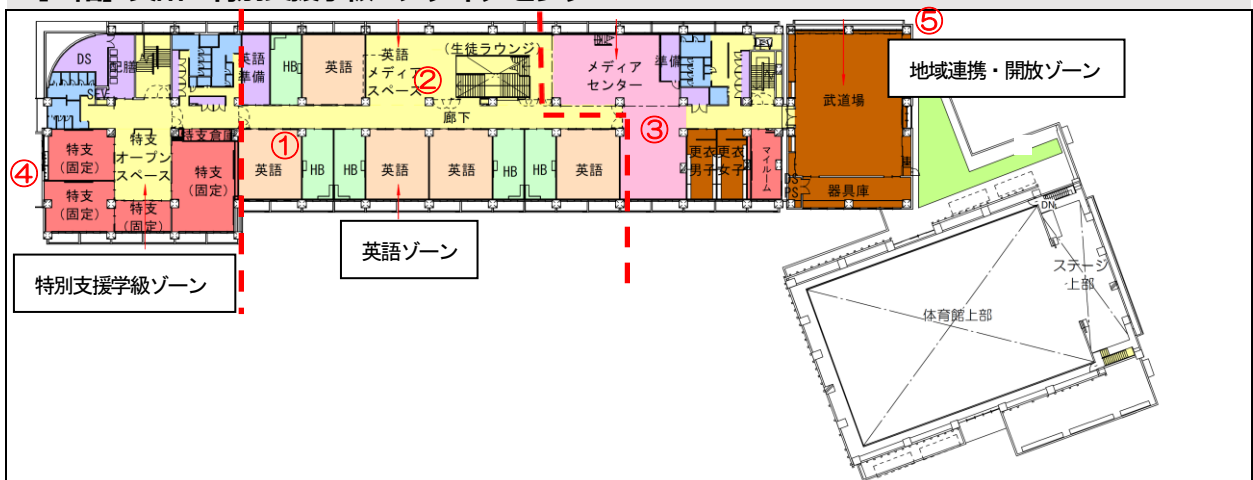 ⑤
DS
配膳
SEV
英語
準備
HB
英語
英語
メディア
スペース
②
(生徒ラウンジ)
メディア
センター
準備
地域連携・開放ゾーン
武道場
廊下
④
特支
(固定)
特支
オープン
スペース
特支倉庫
特支
(固定)
①
英語
HB
HB
英語
英語
HB
HB
英語
③
更衣
男子
更衣
女子
マイルーム
DS
PS
器具庫
特支
(固定)
特支
(固定)
特別支援学級ゾーン
英語ゾーン
DN
ステージ
上部
体育館上部